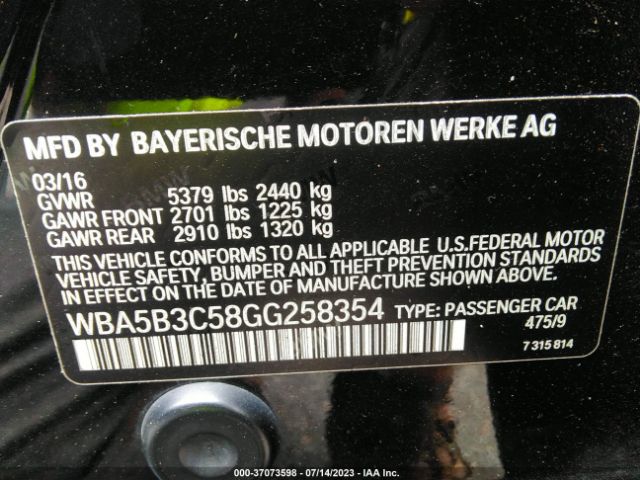 MFD BY BAYERISCHE MOTOREN WERKE AG
03/16
GVWR 5379 lbs 2440 kg
GAWR FRONT 2701 lbs 1225 kg
GAWR REAR 2910 lbs 1320 kg
THIS VEHICLE CONFORMS TO ALL APPLICABLE U.S.FEDERAL MOTOR
VEHICLE SAFETY, BUMPER AND THEFT PREVENTION STANDARDS
IN EFFECT ON THE DATE OF MANUFACTURE SHOWN ABOVE.
WBA5B3C58GG258354 TYPE: PASSENGER CAR
475/9
7 315 814
000-37073598 - 07/14/2023 - IAA Inc.